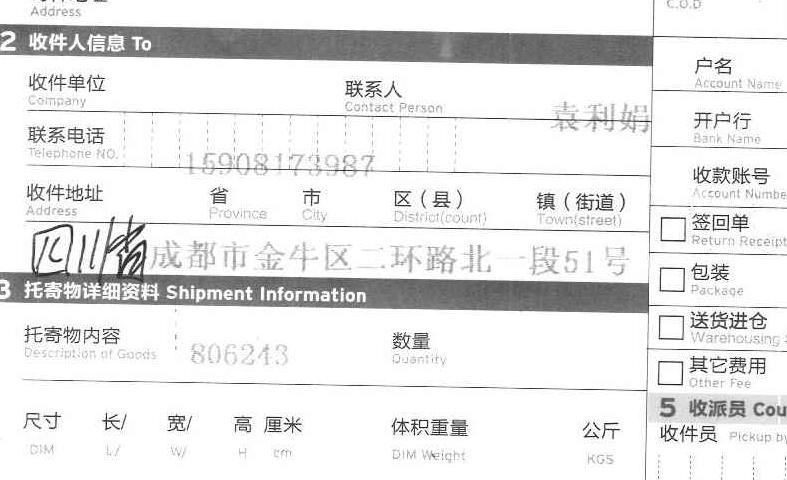 Address
C.O.D
2 收件人信息 To
户名
Account Name
收件单位 联系人
Company Contact Person
袁利娟
开户行
Bank Name
联系电话
Telephone NO.
15908173987
收款账号
Account Numbe
收件地址 省 市 区（县） 镇（街道）
Address Province City District(count) Town(street)
签回单
Return Receipt
四川省成都市金牛区二环路北一段51号
包装
Package
3 托寄物详细资料 Shipment Information
送货进仓
Warehousing
托寄物内容 数量
Description of Goods Quantity
806243
其它费用
Other Fee
5 收派员 Cou
尺寸 长/ 宽/ 高 厘米 体积重量 公斤
DIM L/ W/ H cm DIM Weight KGS
收件员 Pickup by